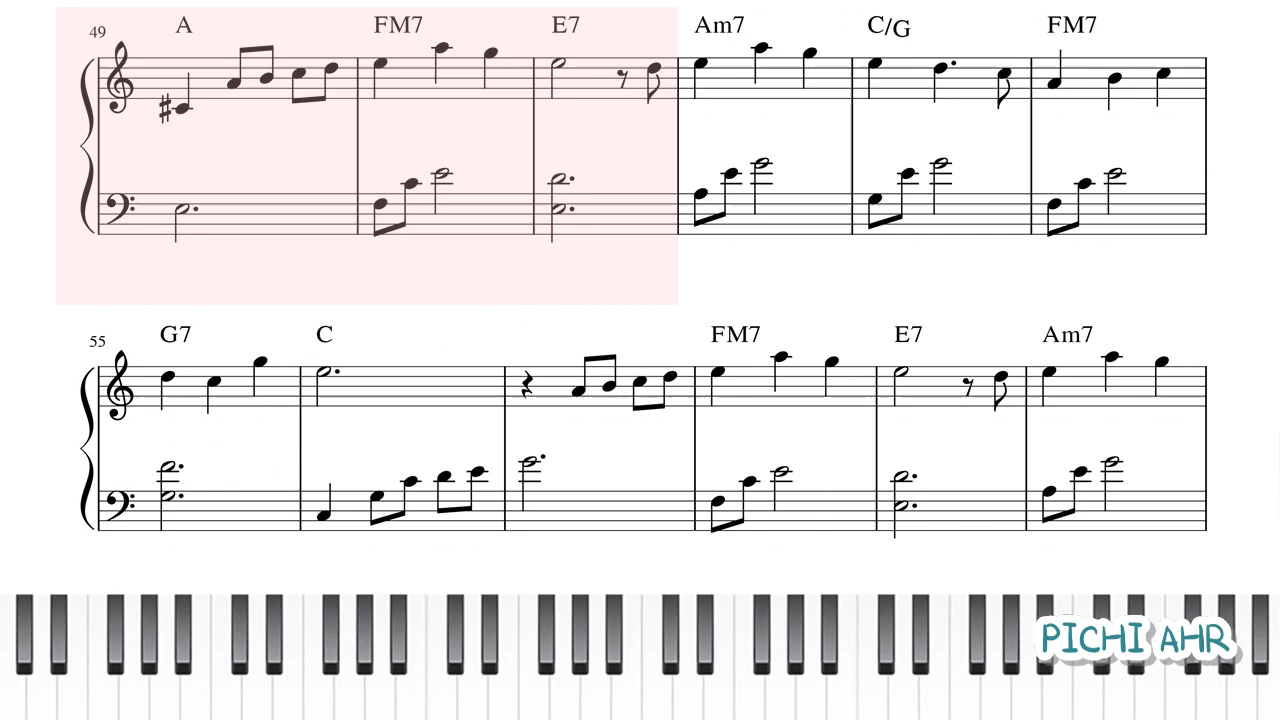 A FM7 E7 Am7 C/G FM7
49
G7 C FM7 E7 Am7
55
PICHI AHR